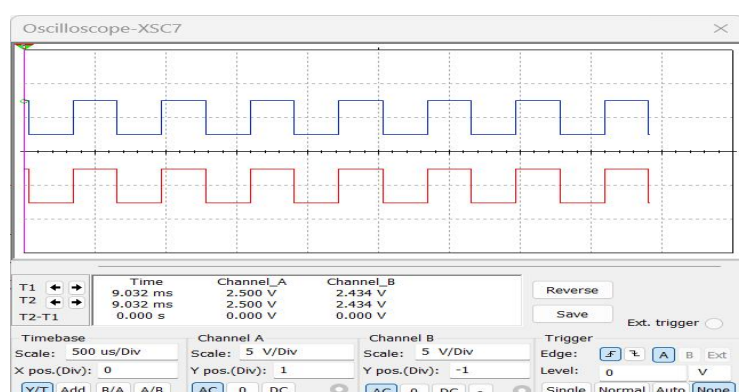 Oscilloscope-XSC7
Time Channel_A Channel_B
T1 9.032 ms 2.500 V 2.434 V
T2 9.032 ms 2.500 V 2.434 V
T2-T1 0.000 s 0.000 V 0.000 V
Reverse
Save
Ext. trigger
Timebase
Scale: 500 us/Div
X pos.(Div): 0
Y/T Add B/A A/B
Channel A
Scale: 5 V/Div
Y pos.(Div): 1
AC 0 DC
Channel B
Scale: 5 V/Div
Y pos.(Div): -1
AC 0 DC -
Trigger
Edge: A B Ext
Level: 0 V
Single Normal Auto None